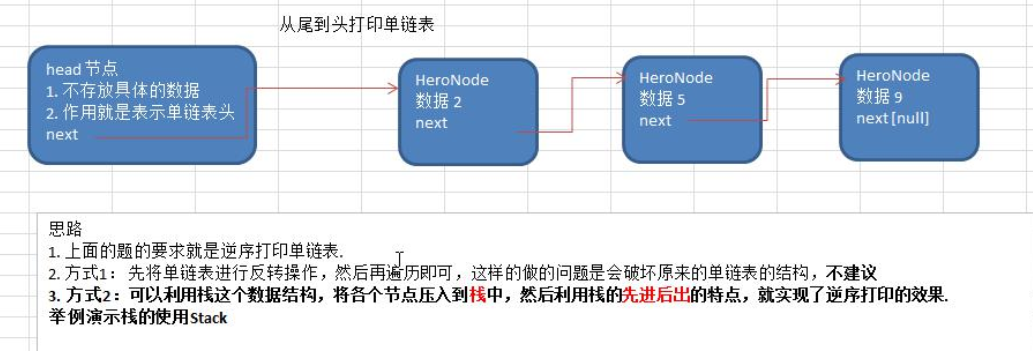 从尾到头打印单链表
head 节点
1. 不存放具体的数据
2. 作用就是表示单链表头
next
HeroNode
数据 2
next
HeroNode
数据 5
next
HeroNode
数据 9
next [null]
思路
1. 上面的题的要求就是逆序打印单链表.
2. 方式1： 先将单链表进行反转操作，然后再遍历即可，这样的做的问题是会破坏原来的单链表的结构，不建议
3. 方式2：可以利用栈这个数据结构，将各个节点压入到栈中，然后利用栈的先进后出的特点，就实现了逆序打印的效果.
举例演示栈的使用Stack